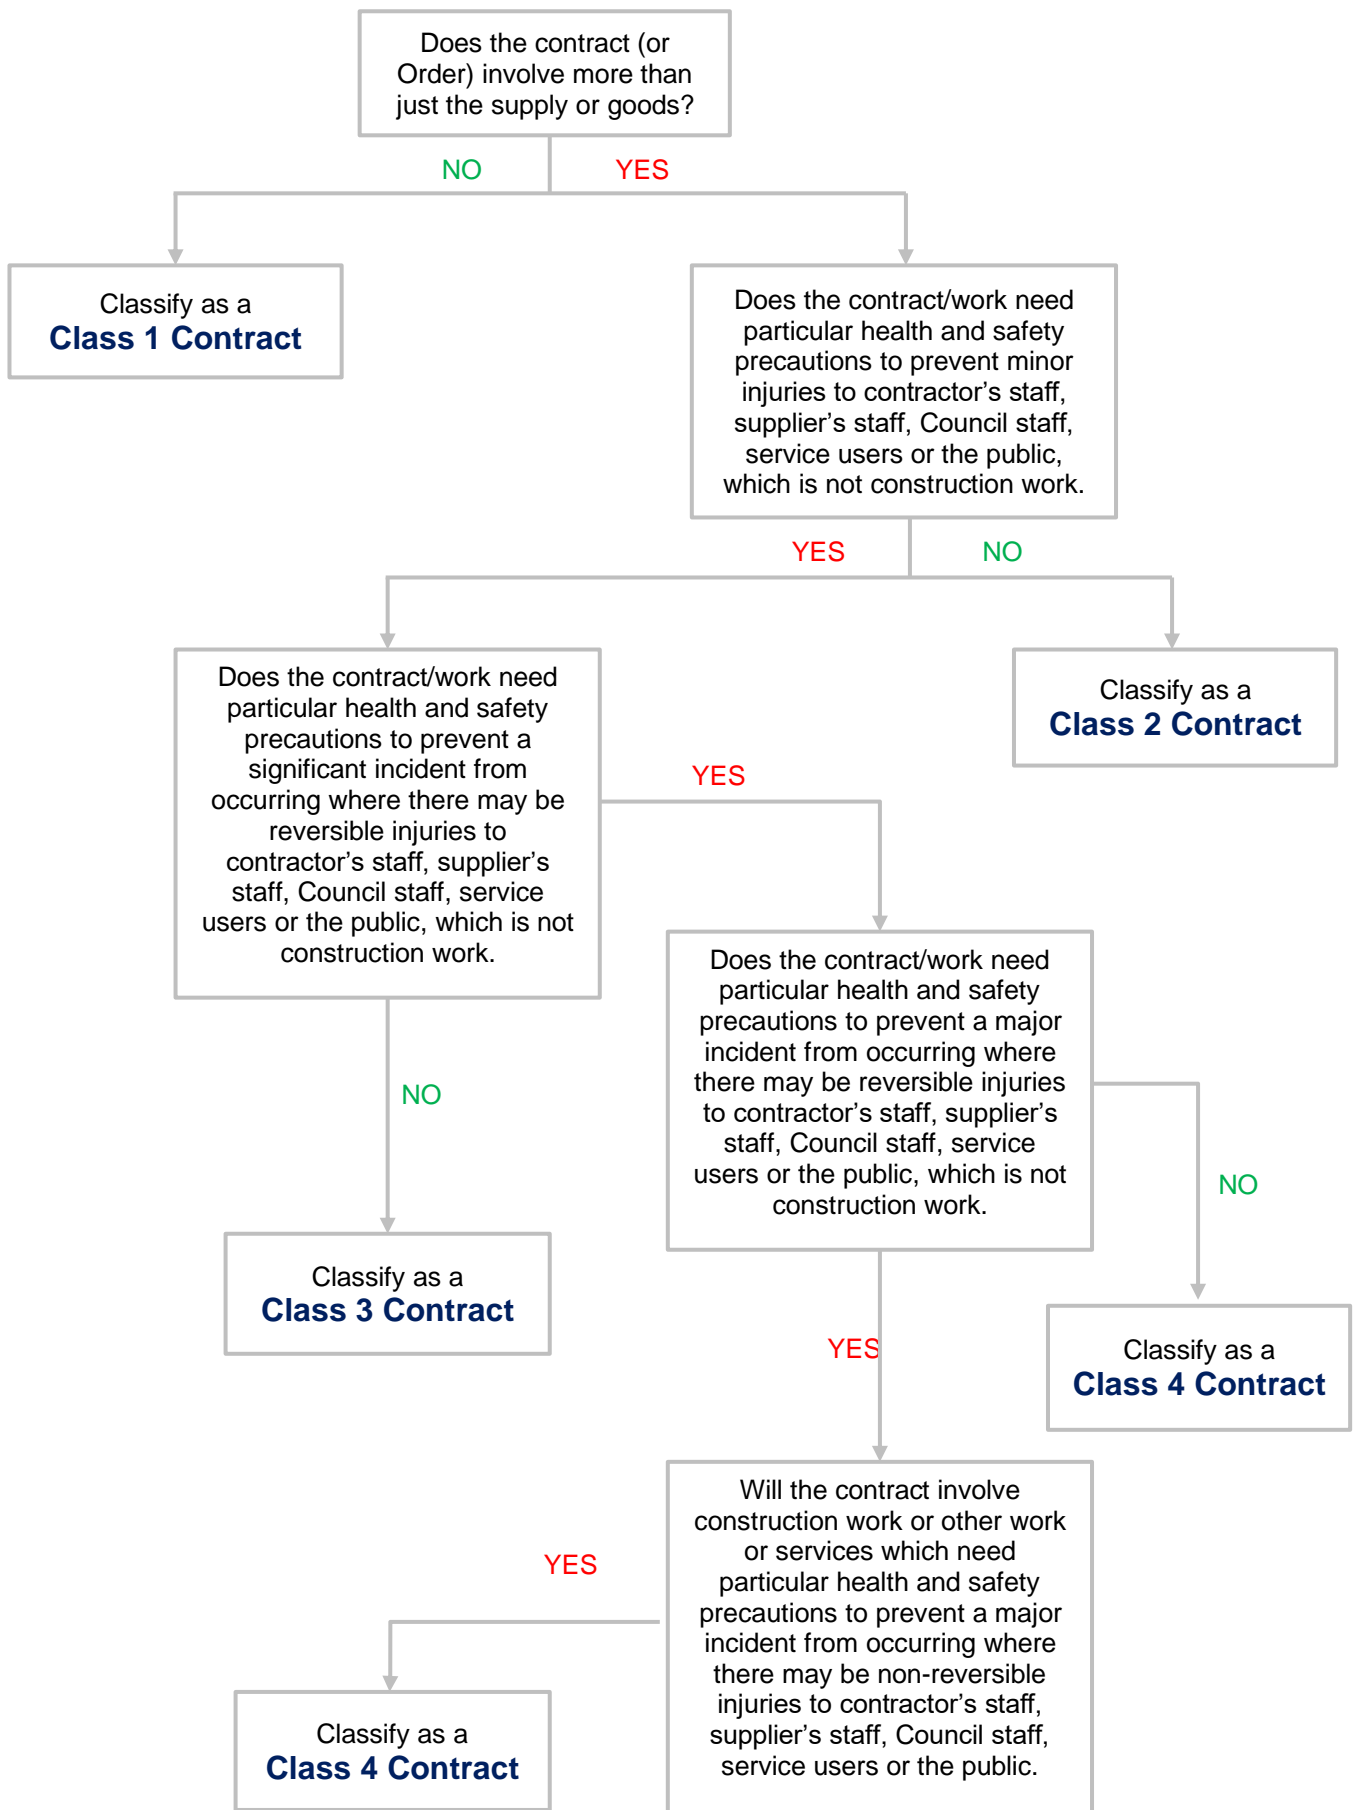 Does the contract (or
Order) involve more than
just the supply or goods?
NO
YES
Classify as a
Class 1 Contract
Does the contract/work need
particular health and safety
precautions to prevent minor
injuries to contractor’s staff,
supplier’s staff, Council staff,
service users or the public,
which is not construction work.
YES
NO
Does the contract/work need
particular health and safety
precautions to prevent a
significant incident from
occurring where there may be
reversible injuries to
contractor’s staff, supplier’s
staff, Council staff, service
users or the public, which is not
construction work.
Classify as a
Class 2 Contract
YES
Does the contract/work need
particular health and safety
precautions to prevent a major
incident from occurring where
there may be reversible injuries
to contractor’s staff, supplier’s
staff, Council staff, service
users or the public, which is not
construction work.
NO
NO
Classify as a
Class 3 Contract
YES
Classify as a
Class 4 Contract
Will the contract involve
construction work or other work
or services which need
particular health and safety
precautions to prevent a major
incident from occurring where
there may be non-reversible
injuries to contractor’s staff,
supplier’s staff, Council staff,
service users or the public.
YES
Classify as a
Class 4 Contract